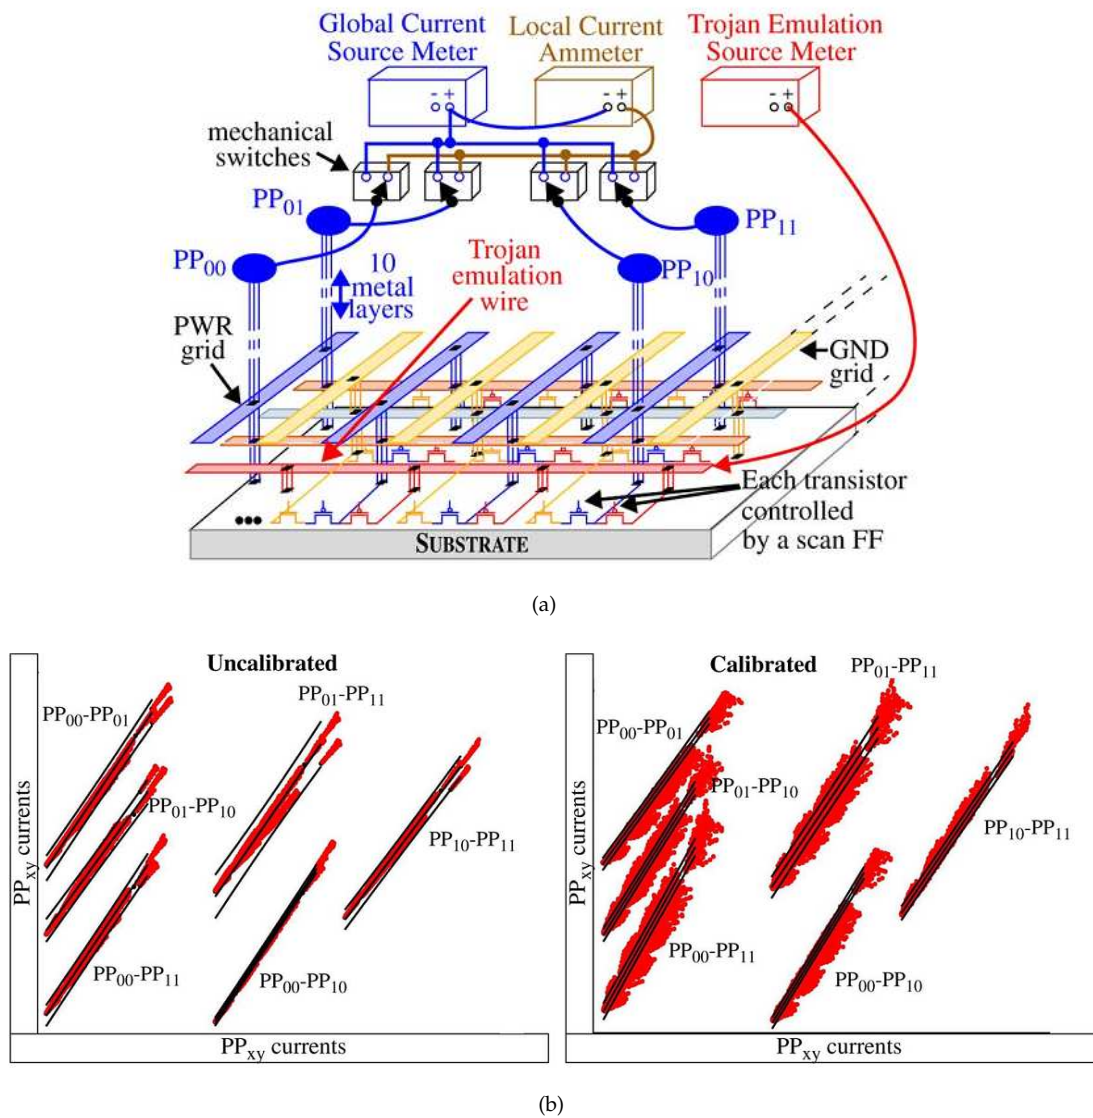 Global Current
Source Meter
Local Current
Ammeter
Trojan Emulation
Source Meter
- +
- +
- +
mechanical
switches
PP01
PP11
PP00
PP10
10
metal
layers
Trojan
emulation
wire
PWR
grid
GND
grid
Each transistor
controlled
by a scan FF
SUBSTRATE
(a)
Uncalibrated
PP00-PP01
PP01-PP11
PP01-PP10
PP10-PP11
PP00-PP11
PP00-PP10
PPxy currents
PPxy currents
Calibrated
PP01-PP11
PP00-PP01
PP01-PP10
PP10-PP11
PP00-PP11
PP00-PP10
PPxy currents
PPxy currents
(b)